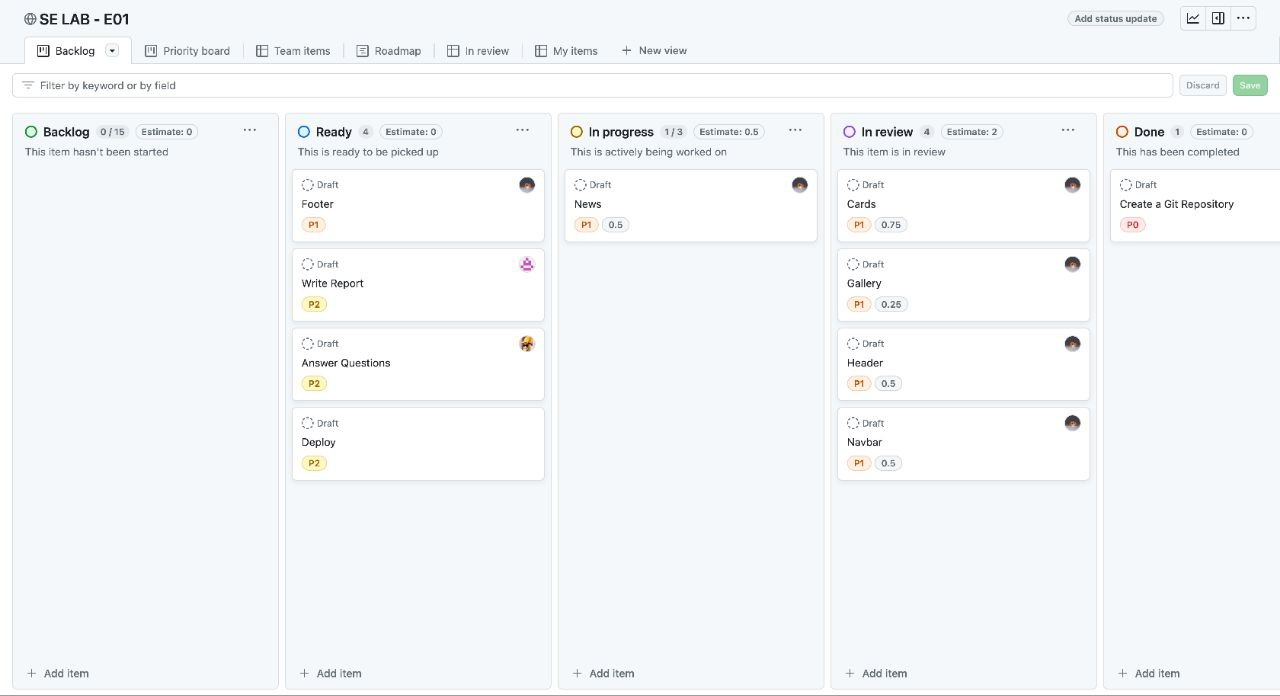 SE LAB - E01
Add status update
Backlog
Priority board
Team items
Roadmap
In review
My items
New view
Filter by keyword or by field
Discard
Save
Backlog 0 / 15 Estimate: 0
This item hasn't been started
Add item
Ready 4 Estimate: 0
This is ready to be picked up
Draft
Footer
P1
Draft
Write Report
P2
Draft
Answer Questions
P2
Draft
Deploy
P2
Add item
In progress 1 / 3 Estimate: 0.5
This is actively being worked on
Draft
News
P1 0.5
Add item
In review 4 Estimate: 2
This item is in review
Draft
Cards
P1 0.75
Draft
Gallery
P1 0.25
Draft
Header
P1 0.5
Draft
Navbar
P1 0.5
Add item
Done 1 Estimate: 0
This has been completed
Draft
Create a Git Repository
P0
Add item